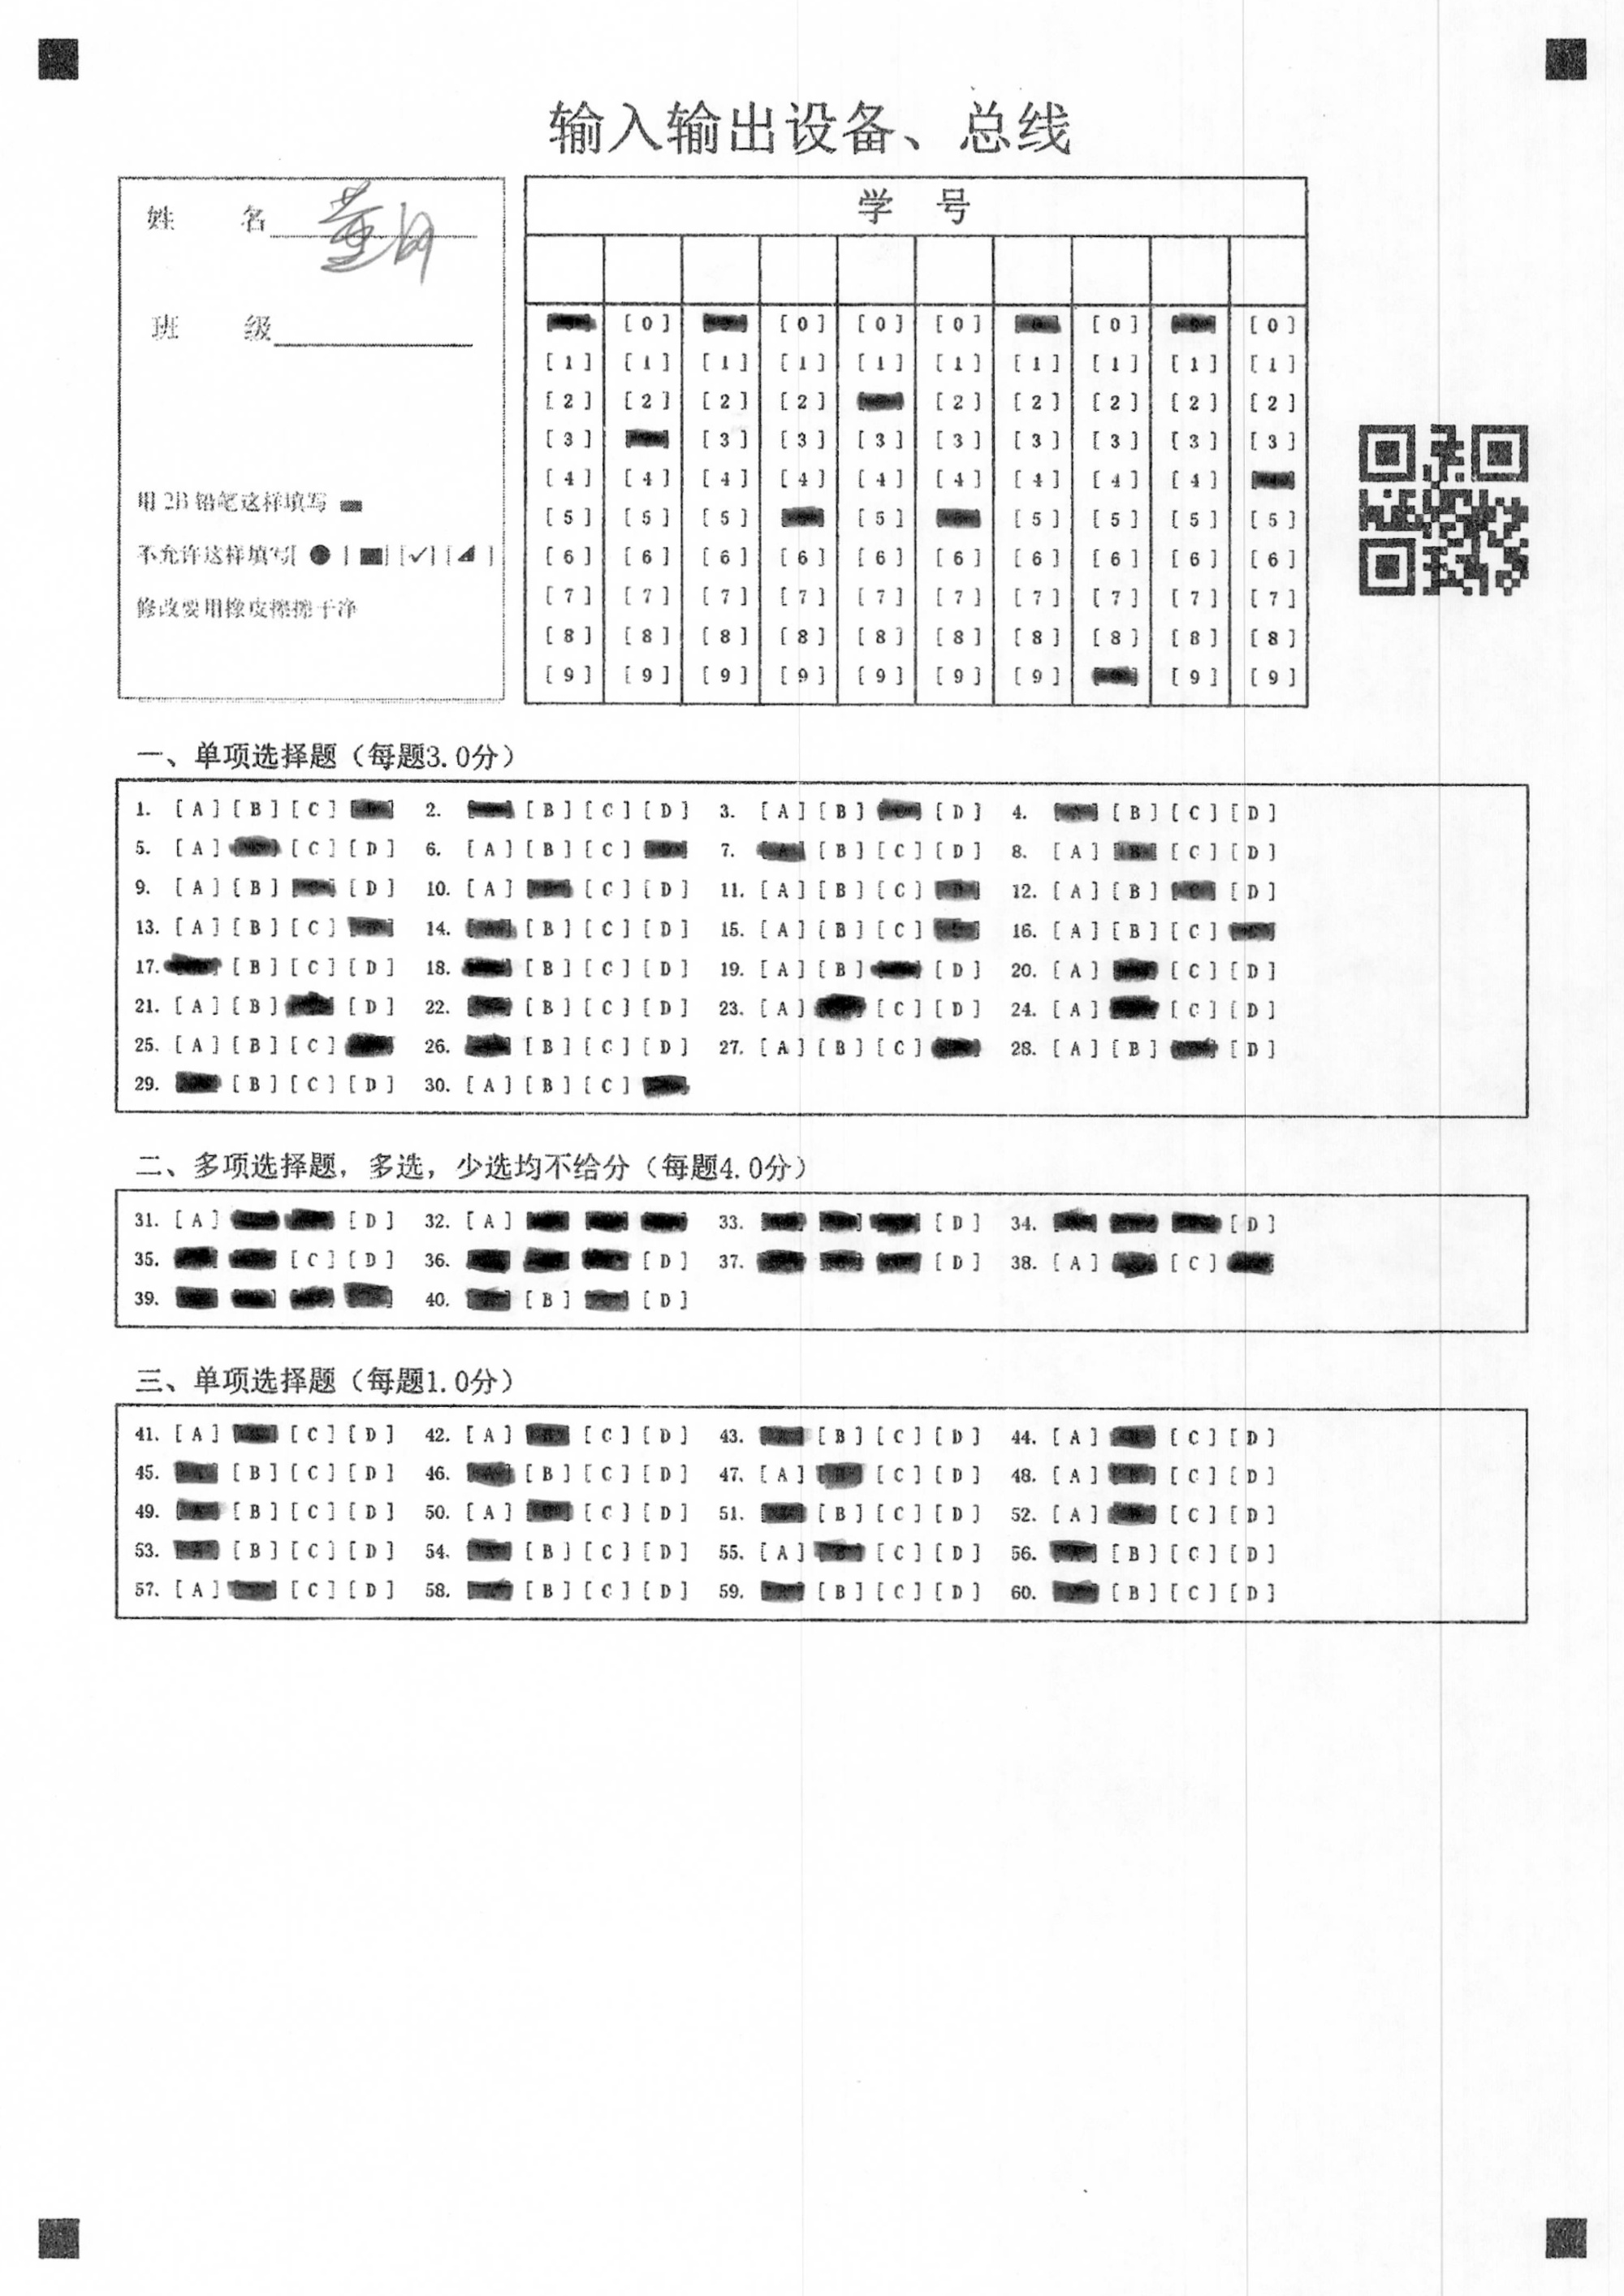 输入输出设备、总线
姓 名 董
班 级
用 2B 铅笔这样填写
不允许这样填写[ ● ] [■] [✓] [◢ ]
修改要用橡皮擦擦干净
学 号
[0] [0] [0] [0] [0] [0]
[1] [1] [1] [1] [1] [1] [1] [1] [1] [1]
[2] [2] [2] [2] [2] [2] [2] [2] [2]
[3] [3] [3] [3] [3] [3] [3] [3] [3]
[4] [4] [4] [4] [4] [4] [4] [4] [4]
[5] [5] [5] [5] [5] [5] [5] [5]
[6] [6] [6] [6] [6] [6] [6] [6] [6] [6]
[7] [7] [7] [7] [7] [7] [7] [7] [7] [7]
[8] [8] [8] [8] [8] [8] [8] [8] [8] [8]
[9] [9] [9] [9] [9] [9] [9] [9] [9]
一、单项选择题（每题3.0分）
1. [A] [B] [C] 2. [B] [C] [D] 3. [A] [B] [D] 4. [B] [C] [D]
5. [A] [C] [D] 6. [A] [B] [C] 7. [B] [C] [D] 8. [A] [C] [D]
9. [A] [B] [D] 10. [A] [C] [D] 11. [A] [B] [C] 12. [A] [B] [D]
13. [A] [B] [C] 14. [B] [C] [D] 15. [A] [B] [C] 16. [A] [B] [C]
17. [B] [C] [D] 18. [B] [C] [D] 19. [A] [B] [D] 20. [A] [C] [D]
21. [A] [B] [D] 22. [B] [C] [D] 23. [A] [C] [D] 24. [A] [C] [D]
25. [A] [B] [C] 26. [B] [C] [D] 27. [A] [B] [C] 28. [A] [B] [D]
29. [B] [C] [D] 30. [A] [B] [C]
二、多项选择题，多选，少选均不给分（每题4.0分）
31. [A] [D] 32. [A] 33. [D] 34. [D]
35. [C] [D] 36. [D] 37. [D] 38. [A] [C]
39. 40. [B] [D]
三、单项选择题（每题1.0分）
41. [A] [C] [D] 42. [A] [C] [D] 43. [B] [C] [D] 44. [A] [C] [D]
45. [B] [C] [D] 46. [B] [C] [D] 47. [A] [C] [D] 48. [A] [C] [D]
49. [B] [C] [D] 50. [A] [C] [D] 51. [B] [C] [D] 52. [A] [C] [D]
53. [B] [C] [D] 54. [B] [C] [D] 55. [A] [C] [D] 56. [B] [C] [D]
57. [A] [C] [D] 58. [B] [C] [D] 59. [B] [C] [D] 60. [B] [C] [D]